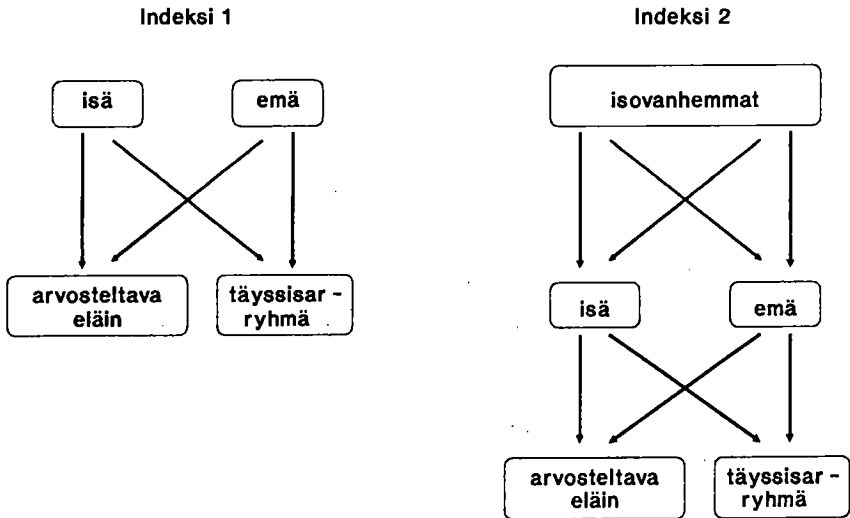 Indeksi 1
isä
emä
arvosteltava
eläin
täyssisar -
ryhmä
Indeksi 2
isovanhemmat
isä
emä
arvosteltava
eläin
täyssisar -
ryhmä